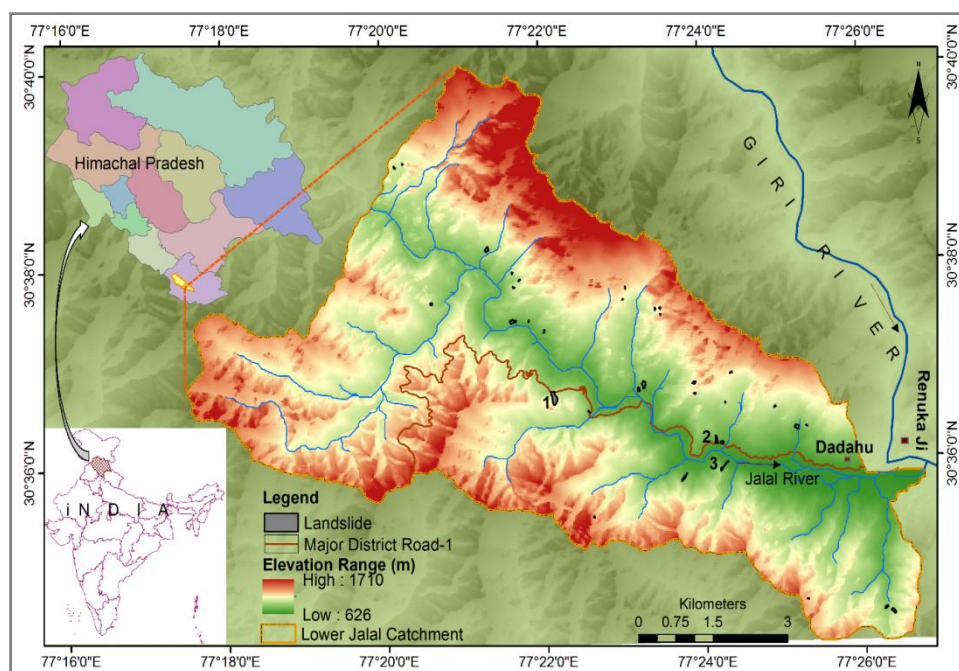 77°16'0"E 77°18'0"E 77°20'0"E 77°22'0"E 77°24'0"E 77°26'0"E
30°40'0"N 30°40'0"N
N
Himachal Pradesh
GIRI RIVER
30°38'0"N 30°38'0"N
1
2
3
Dadahu
Renuka Ji
Jalal River
30°36'0"N 30°36'0"N
iNDIA
Legend
Landslide
Major District Road-1
Elevation Range (m)
High : 1710
Low : 626
Lower Jalal Catchment
Kilometers
0 0.75 1.5 3
77°16'0"E 77°18'0"E 77°20'0"E 77°22'0"E 77°24'0"E 77°26'0"E